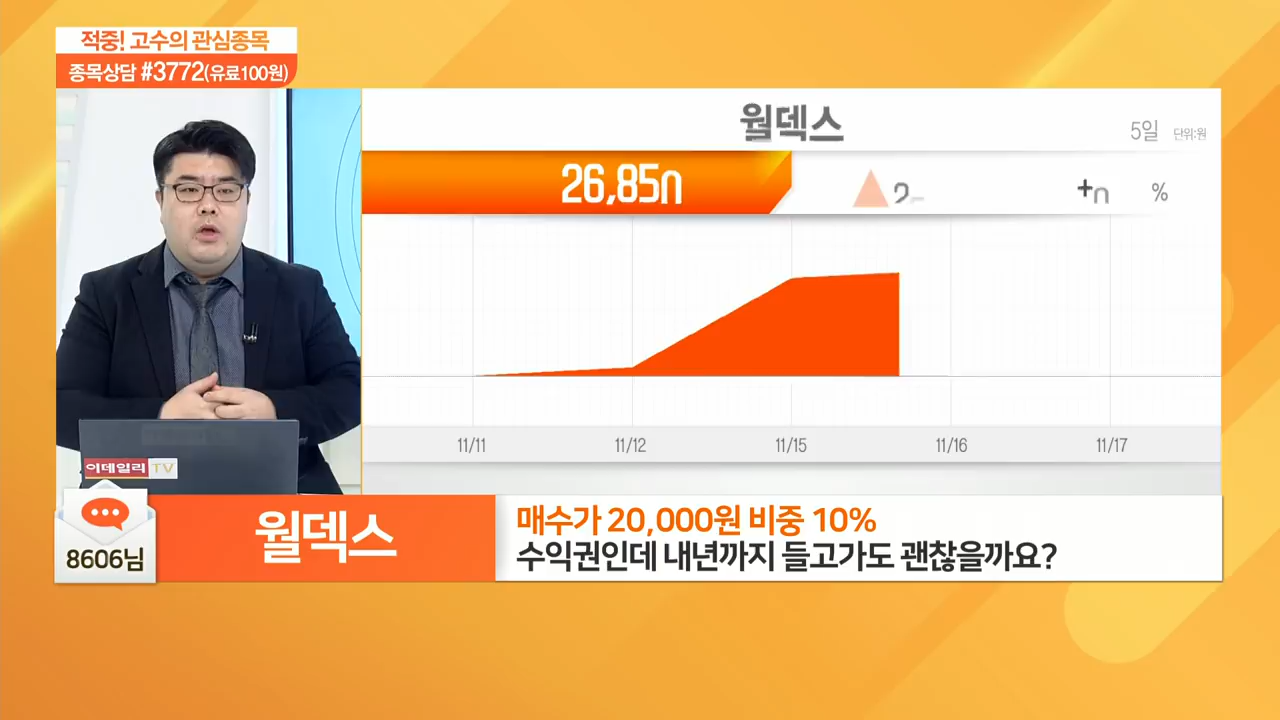 적중! 고수의 관심종목
종목상담 #3772(유료100원)
월덱스
5일 단위:원
%
11/11 11/12 11/15 11/16 11/17
이데일리 TV
8606님
월덱스
매수가 20,000원 비중 10%
수익권인데 내년까지 들고가도 괜찮을까요?